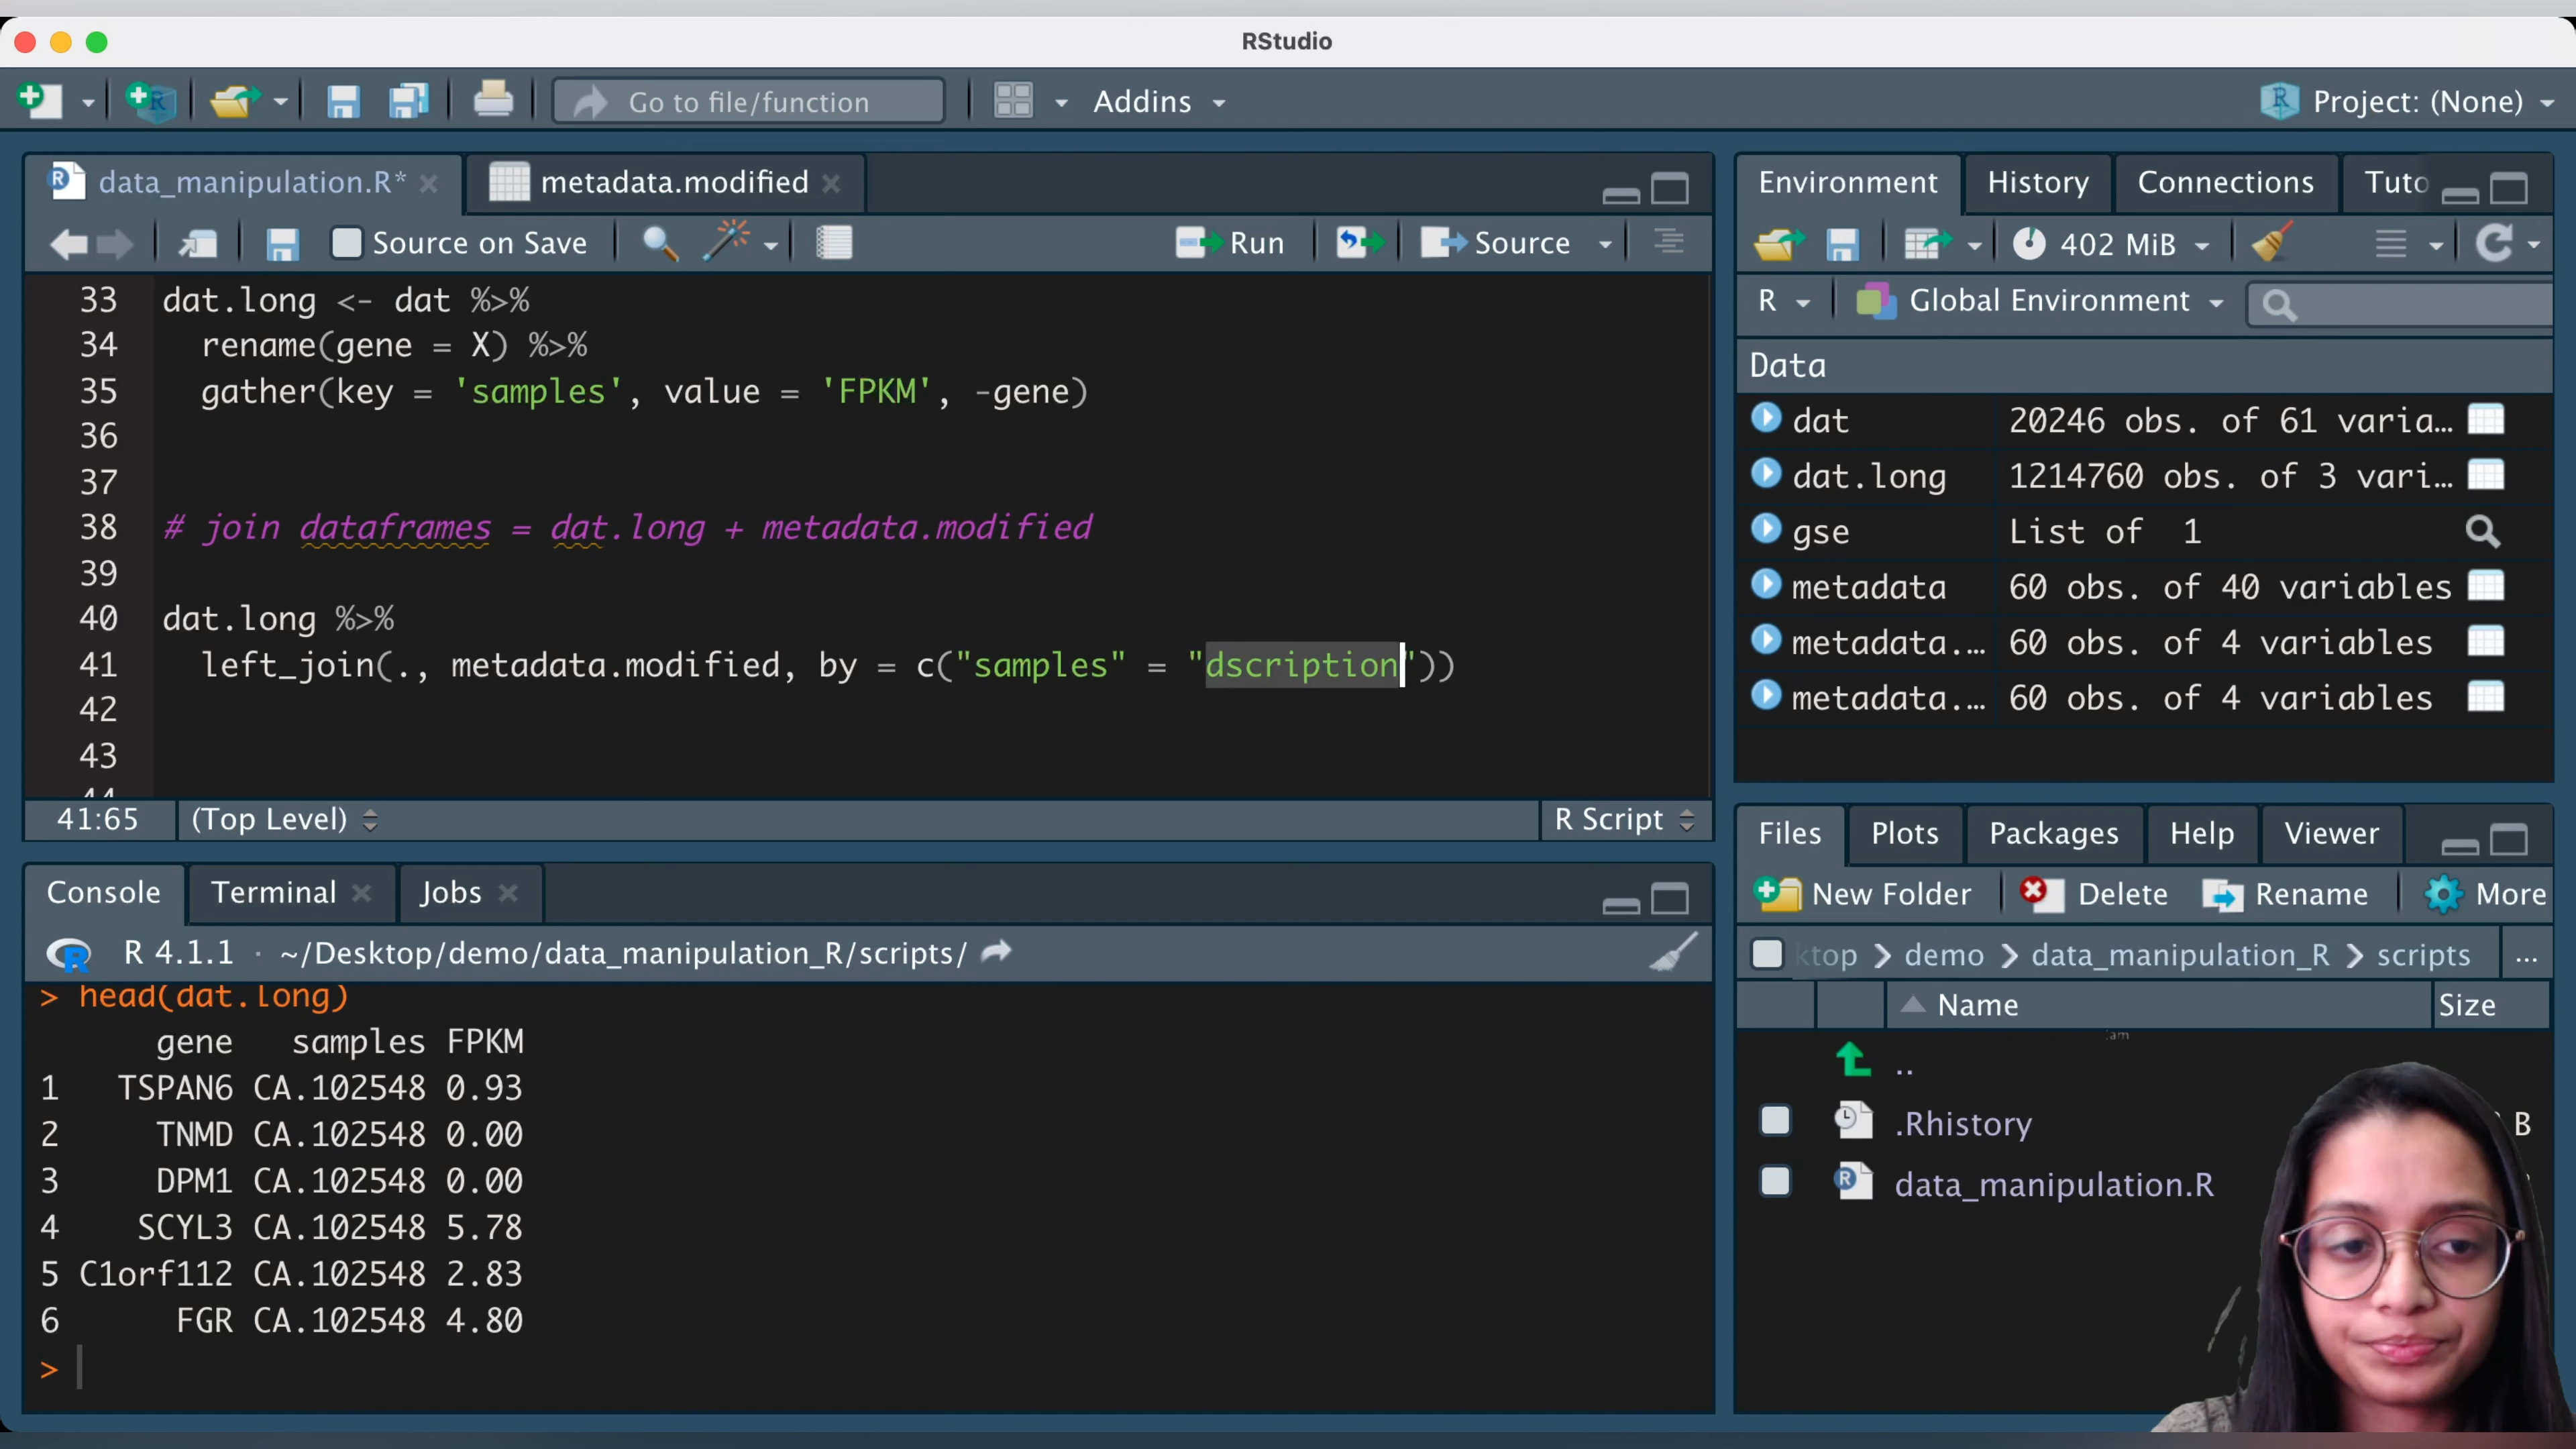 RStudio
Go to file/function
Addins
Project: (None)
data_manipulation.R*
metadata.modified
Source on Save
Run
Source
33 dat.long <- dat %>%
34 rename(gene = X) %>%
35 gather(key = 'samples', value = 'FPKM', -gene)
36
37
38 # join dataframes = dat.long + metadata.modified
39
40 dat.long %>%
41 left_join(., metadata.modified, by = c("samples" = "dscription"))
42
43
44
41:65 (Top Level) R Script
Console Terminal Jobs
R 4.1.1 · ~/Desktop/demo/data_manipulation_R/scripts/
> head(dat.long)
gene samples FPKM
1 TSPAN6 CA.102548 0.93
2 TNMD CA.102548 0.00
3 DPM1 CA.102548 0.00
4 SCYL3 CA.102548 5.78
5 C1orf112 CA.102548 2.83
6 FGR CA.102548 4.80
>
Environment History Connections Tuto
402 MiB
R Global Environment
Data
dat 20246 obs. of 61 varia…
dat.long 1214760 obs. of 3 vari…
gse List of 1
metadata 60 obs. of 40 variables
metadata.… 60 obs. of 4 variables
metadata.… 60 obs. of 4 variables
Files Plots Packages Help Viewer
New Folder Delete Rename More
ktop > demo > data_manipulation_R > scripts ...
Name Size
..
.Rhistory B
data_manipulation.R